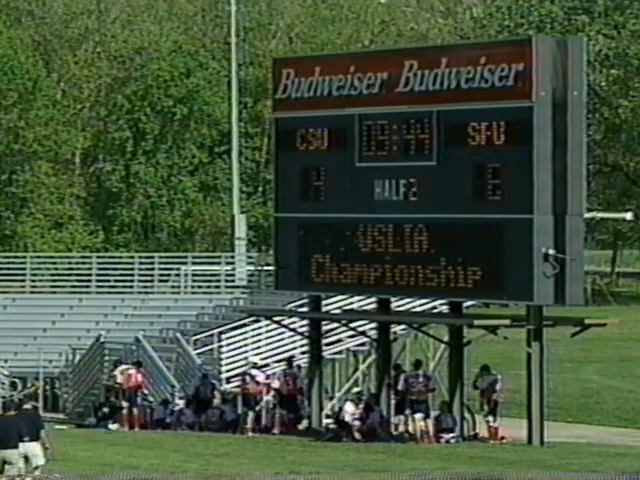 Budweiser Budweiser
CSU 09:44 SFU
4 HALF2 6
USLIA
Championship